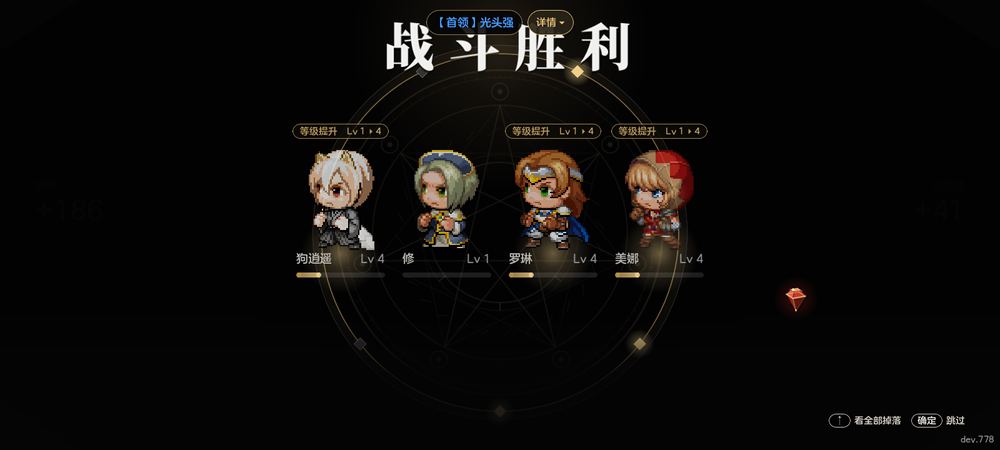 【首领】光头强 详情
战斗胜利
等级提升 Lv 1 ▸ 4
等级提升 Lv 1 ▸ 4
等级提升 Lv 1 ▸ 4
+186
+41
狗逍遥 Lv 4
修 Lv 1
罗琳 Lv 4
美娜 Lv 4
↑ 看全部掉落 确定 跳过
dev.778